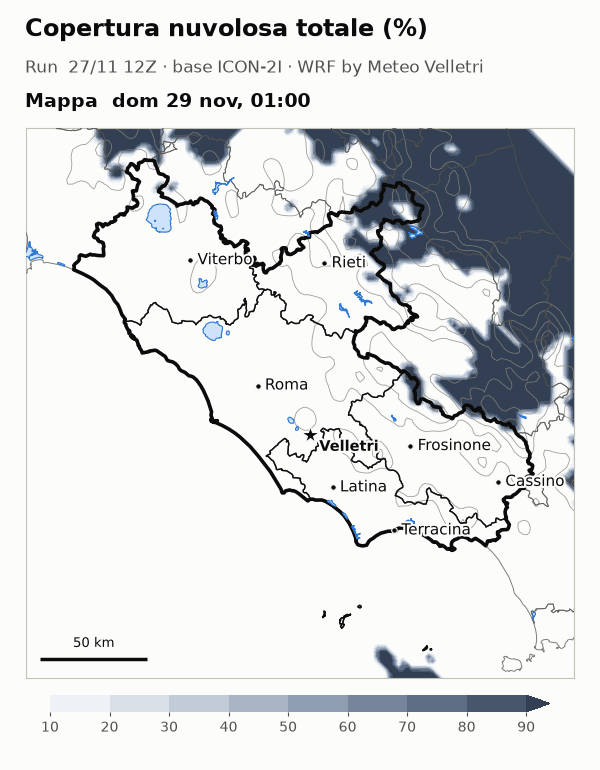 Copertura nuvolosa totale (%)
Run 27/11 12Z · base ICON-2I · WRF by Meteo Velletri
Mappa dom 29 nov, 01:00
Viterbo
Rieti
Roma
Velletri
Frosinone
Latina
Cassino
Terracina
50 km
10 20 30 40 50 60 70 80 90